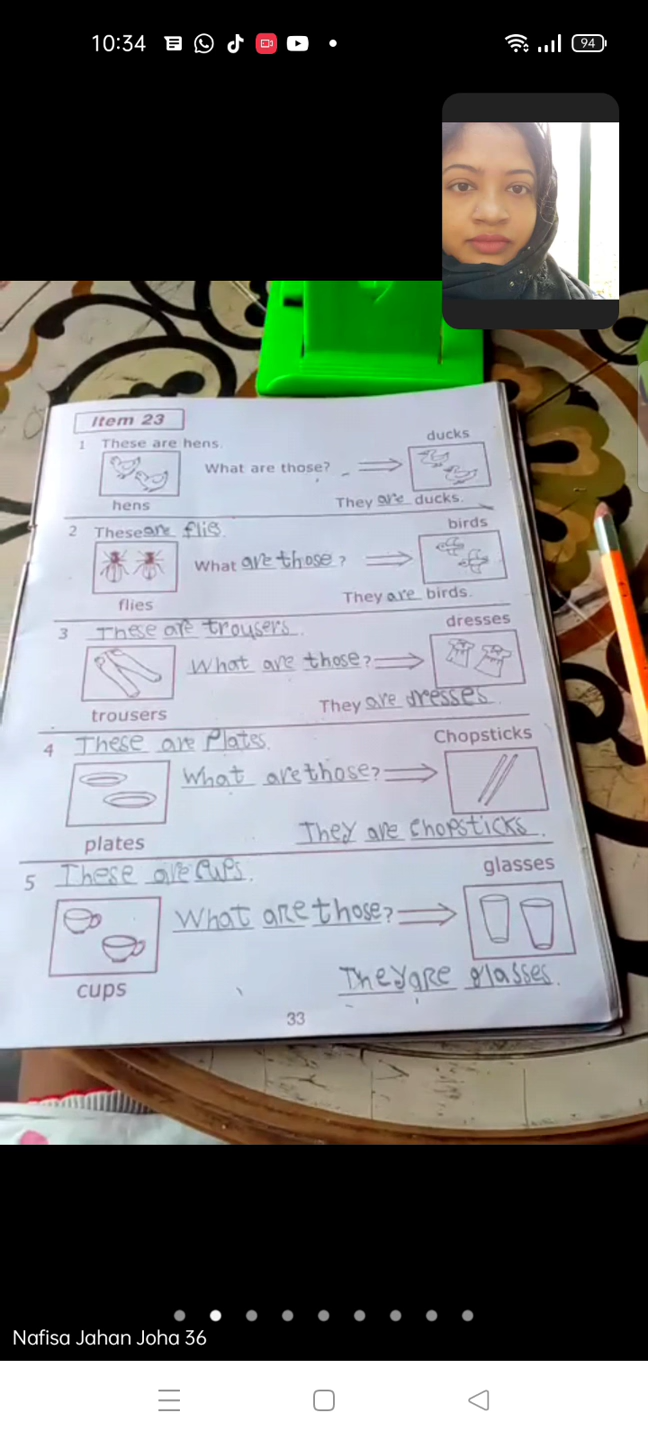 10:34
94
Item 23
1 These are hens.
ducks
What are those?
hens
They are ducks.
2 These are flis.
birds
What are those?
flies
They are birds.
3 These are trousers.
dresses
What are those?
trousers
They are dresses.
4 These are Plates.
Chopsticks
What are those?
plates
They are Chopsticks.
5 These are Cups.
glasses
What are those?
cups
They are glasses.
33
Nafisa Jahan Joha 36